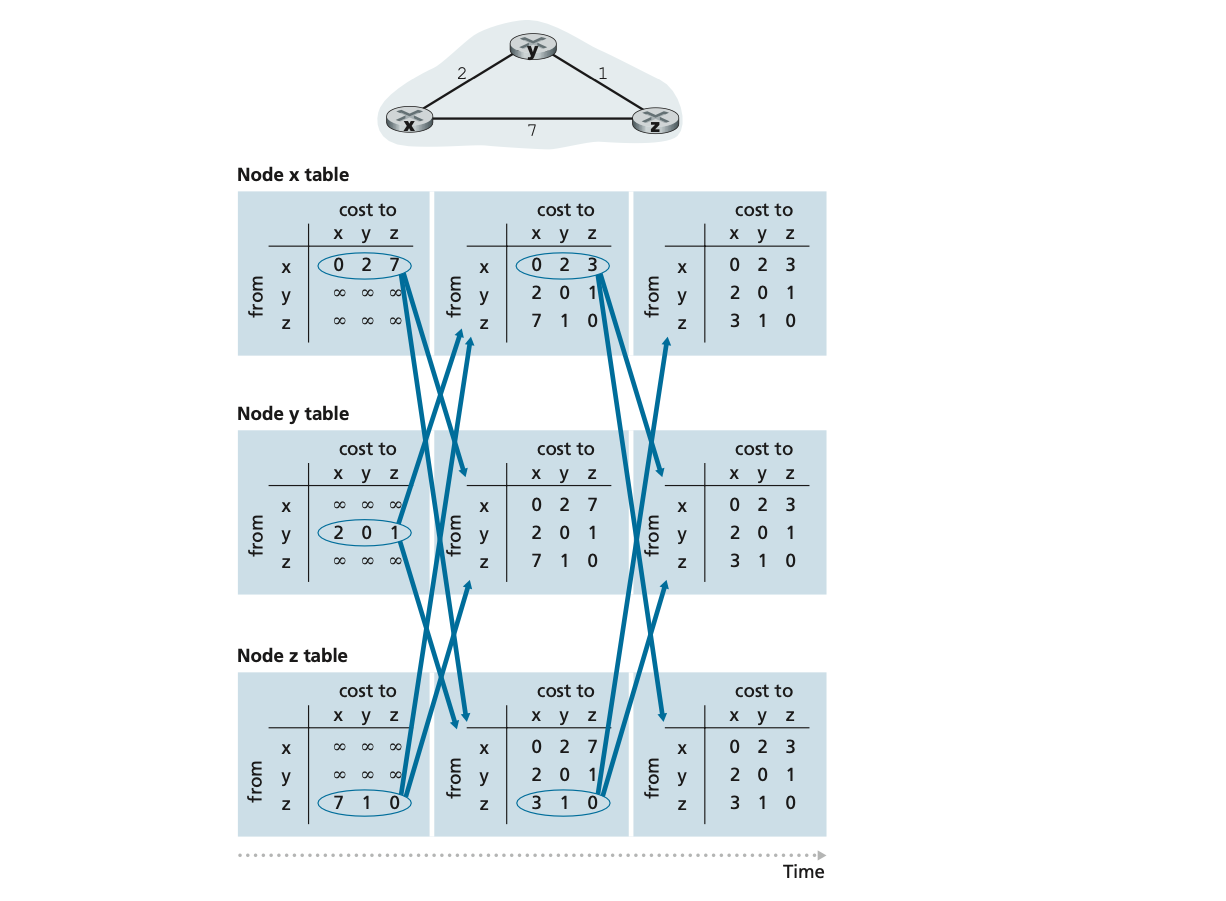 y
2 1
x z
7
Node x table
cost to cost to cost to
x y z x y z x y z
from x 0 2 7 from x 0 2 3 from x 0 2 3
y ∞ ∞ ∞ y 2 0 1 y 2 0 1
z ∞ ∞ ∞ z 7 1 0 z 3 1 0
Node y table
cost to cost to cost to
x y z x y z x y z
from x ∞ ∞ ∞ from x 0 2 7 from x 0 2 3
y 2 0 1 y 2 0 1 y 2 0 1
z ∞ ∞ ∞ z 7 1 0 z 3 1 0
Node z table
cost to cost to cost to
x y z x y z x y z
from x ∞ ∞ ∞ from x 0 2 7 from x 0 2 3
y ∞ ∞ ∞ y 2 0 1 y 2 0 1
z 7 1 0 z 3 1 0 z 3 1 0
Time